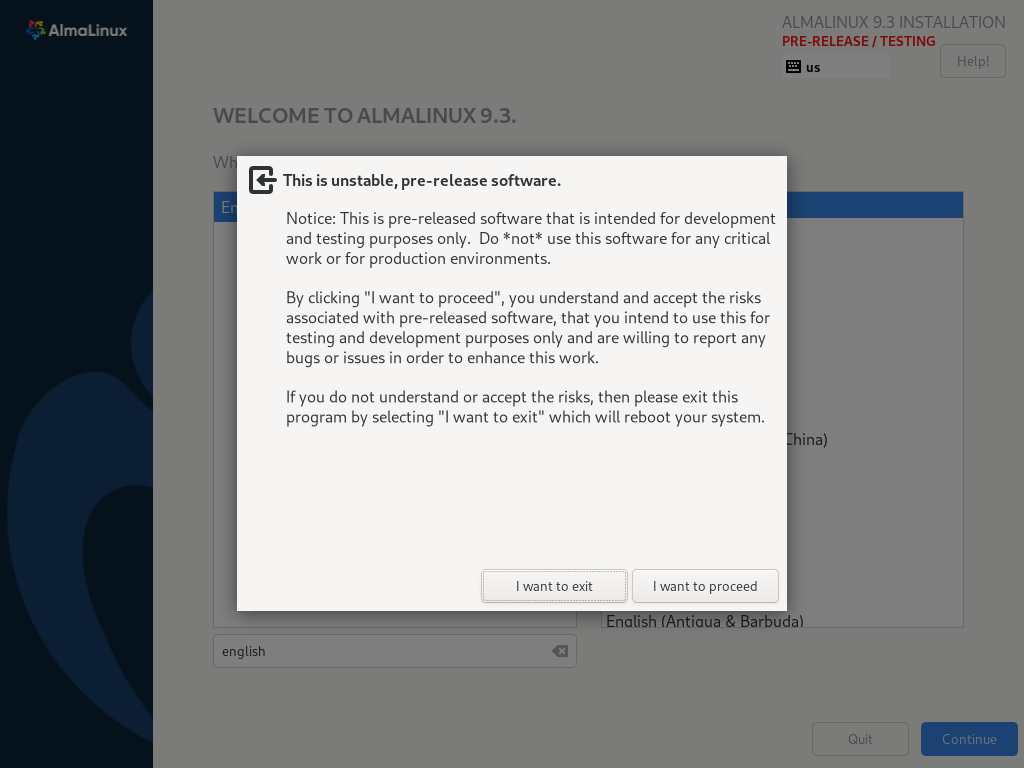 AlmaLinux
ALMALINUX 9.3 INSTALLATION
PRE-RELEASE / TESTING
us
Help!
WELCOME TO ALMALINUX 9.3.
This is unstable, pre-release software.
Notice: This is pre-released software that is intended for development
and testing purposes only.  Do *not* use this software for any critical
work or for production environments.
By clicking "I want to proceed", you understand and accept the risks
associated with pre-released software, that you intend to use this for
testing and development purposes only and are willing to report any
bugs or issues in order to enhance this work.
If you do not understand or accept the risks, then please exit this
program by selecting "I want to exit" which will reboot your system.
China)
I want to exit
I want to proceed
English (Antigua & Barbuda)
english
Quit
Continue